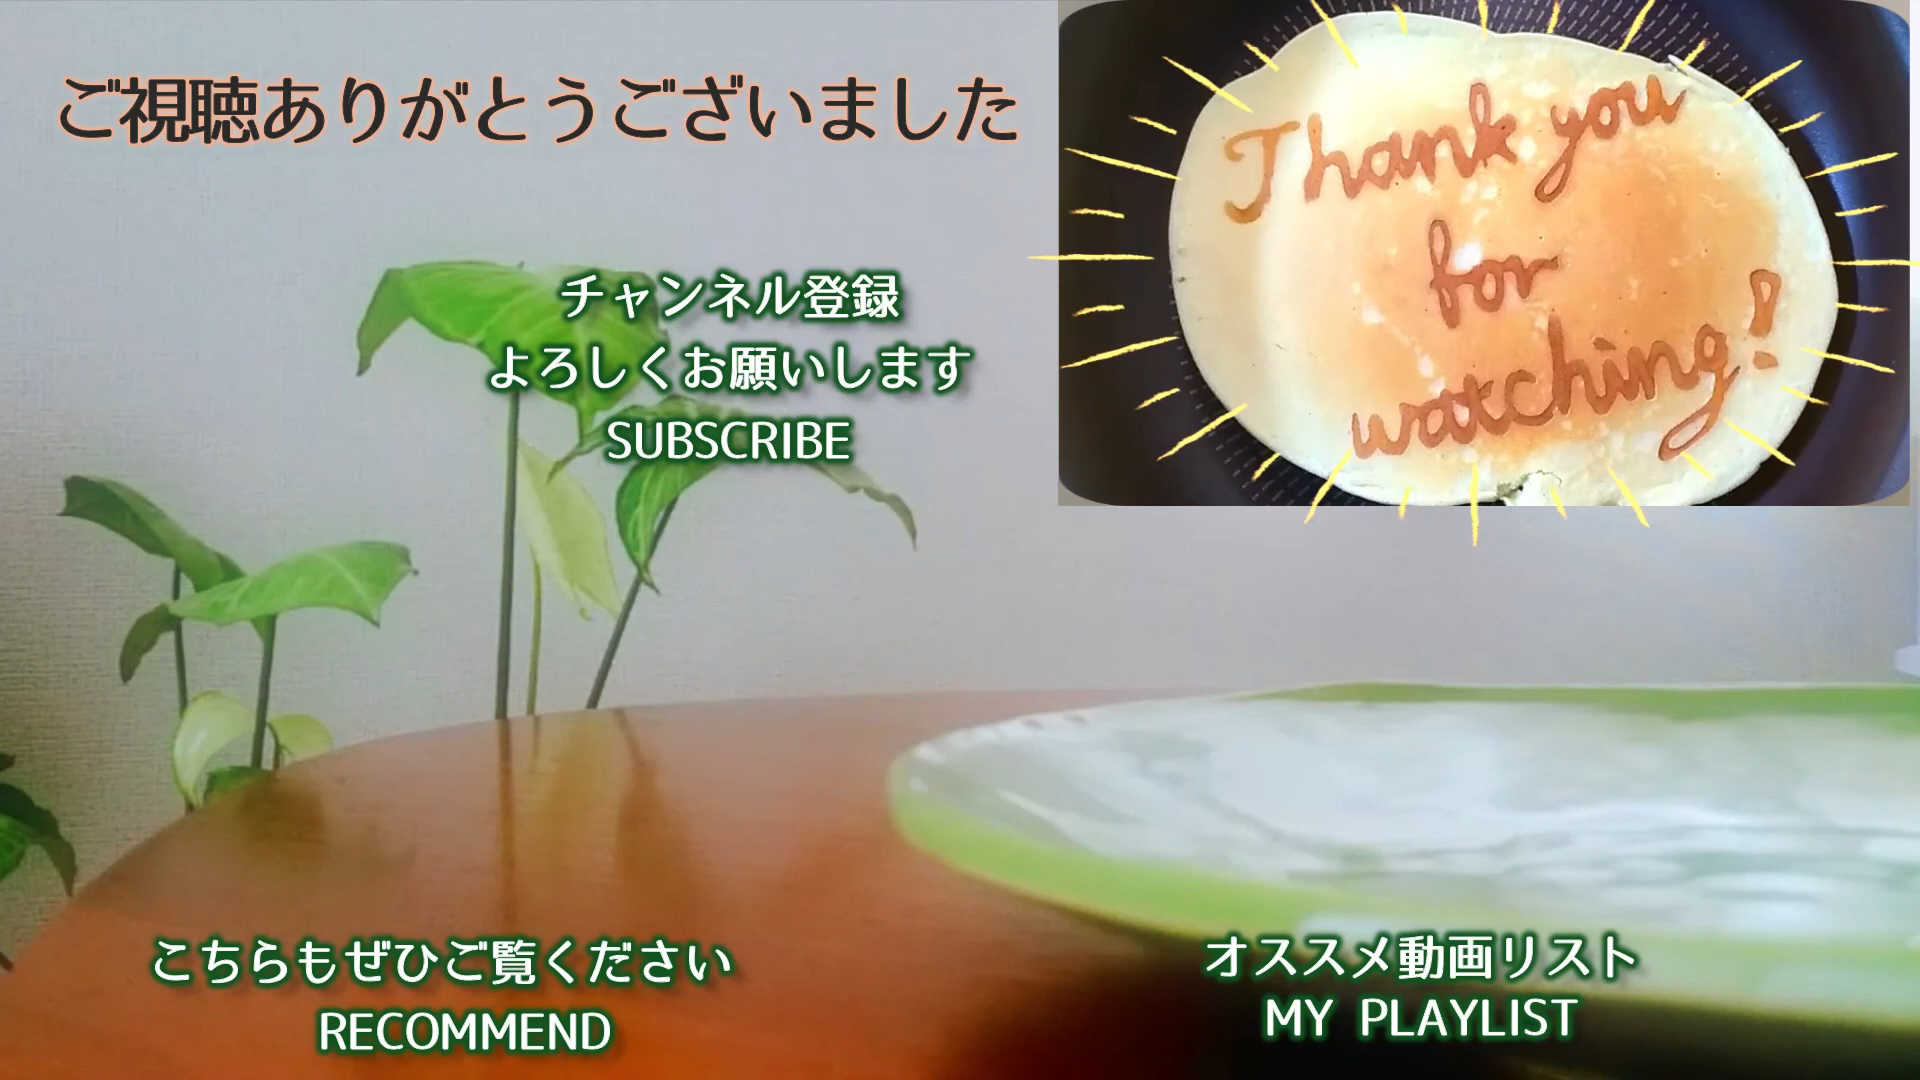 ご視聴ありがとうございました
Thank you
for
watching!
チャンネル登録
よろしくお願いします
SUBSCRIBE
こちらもぜひご覧ください
RECOMMEND
オススメ動画リスト
MY PLAYLIST